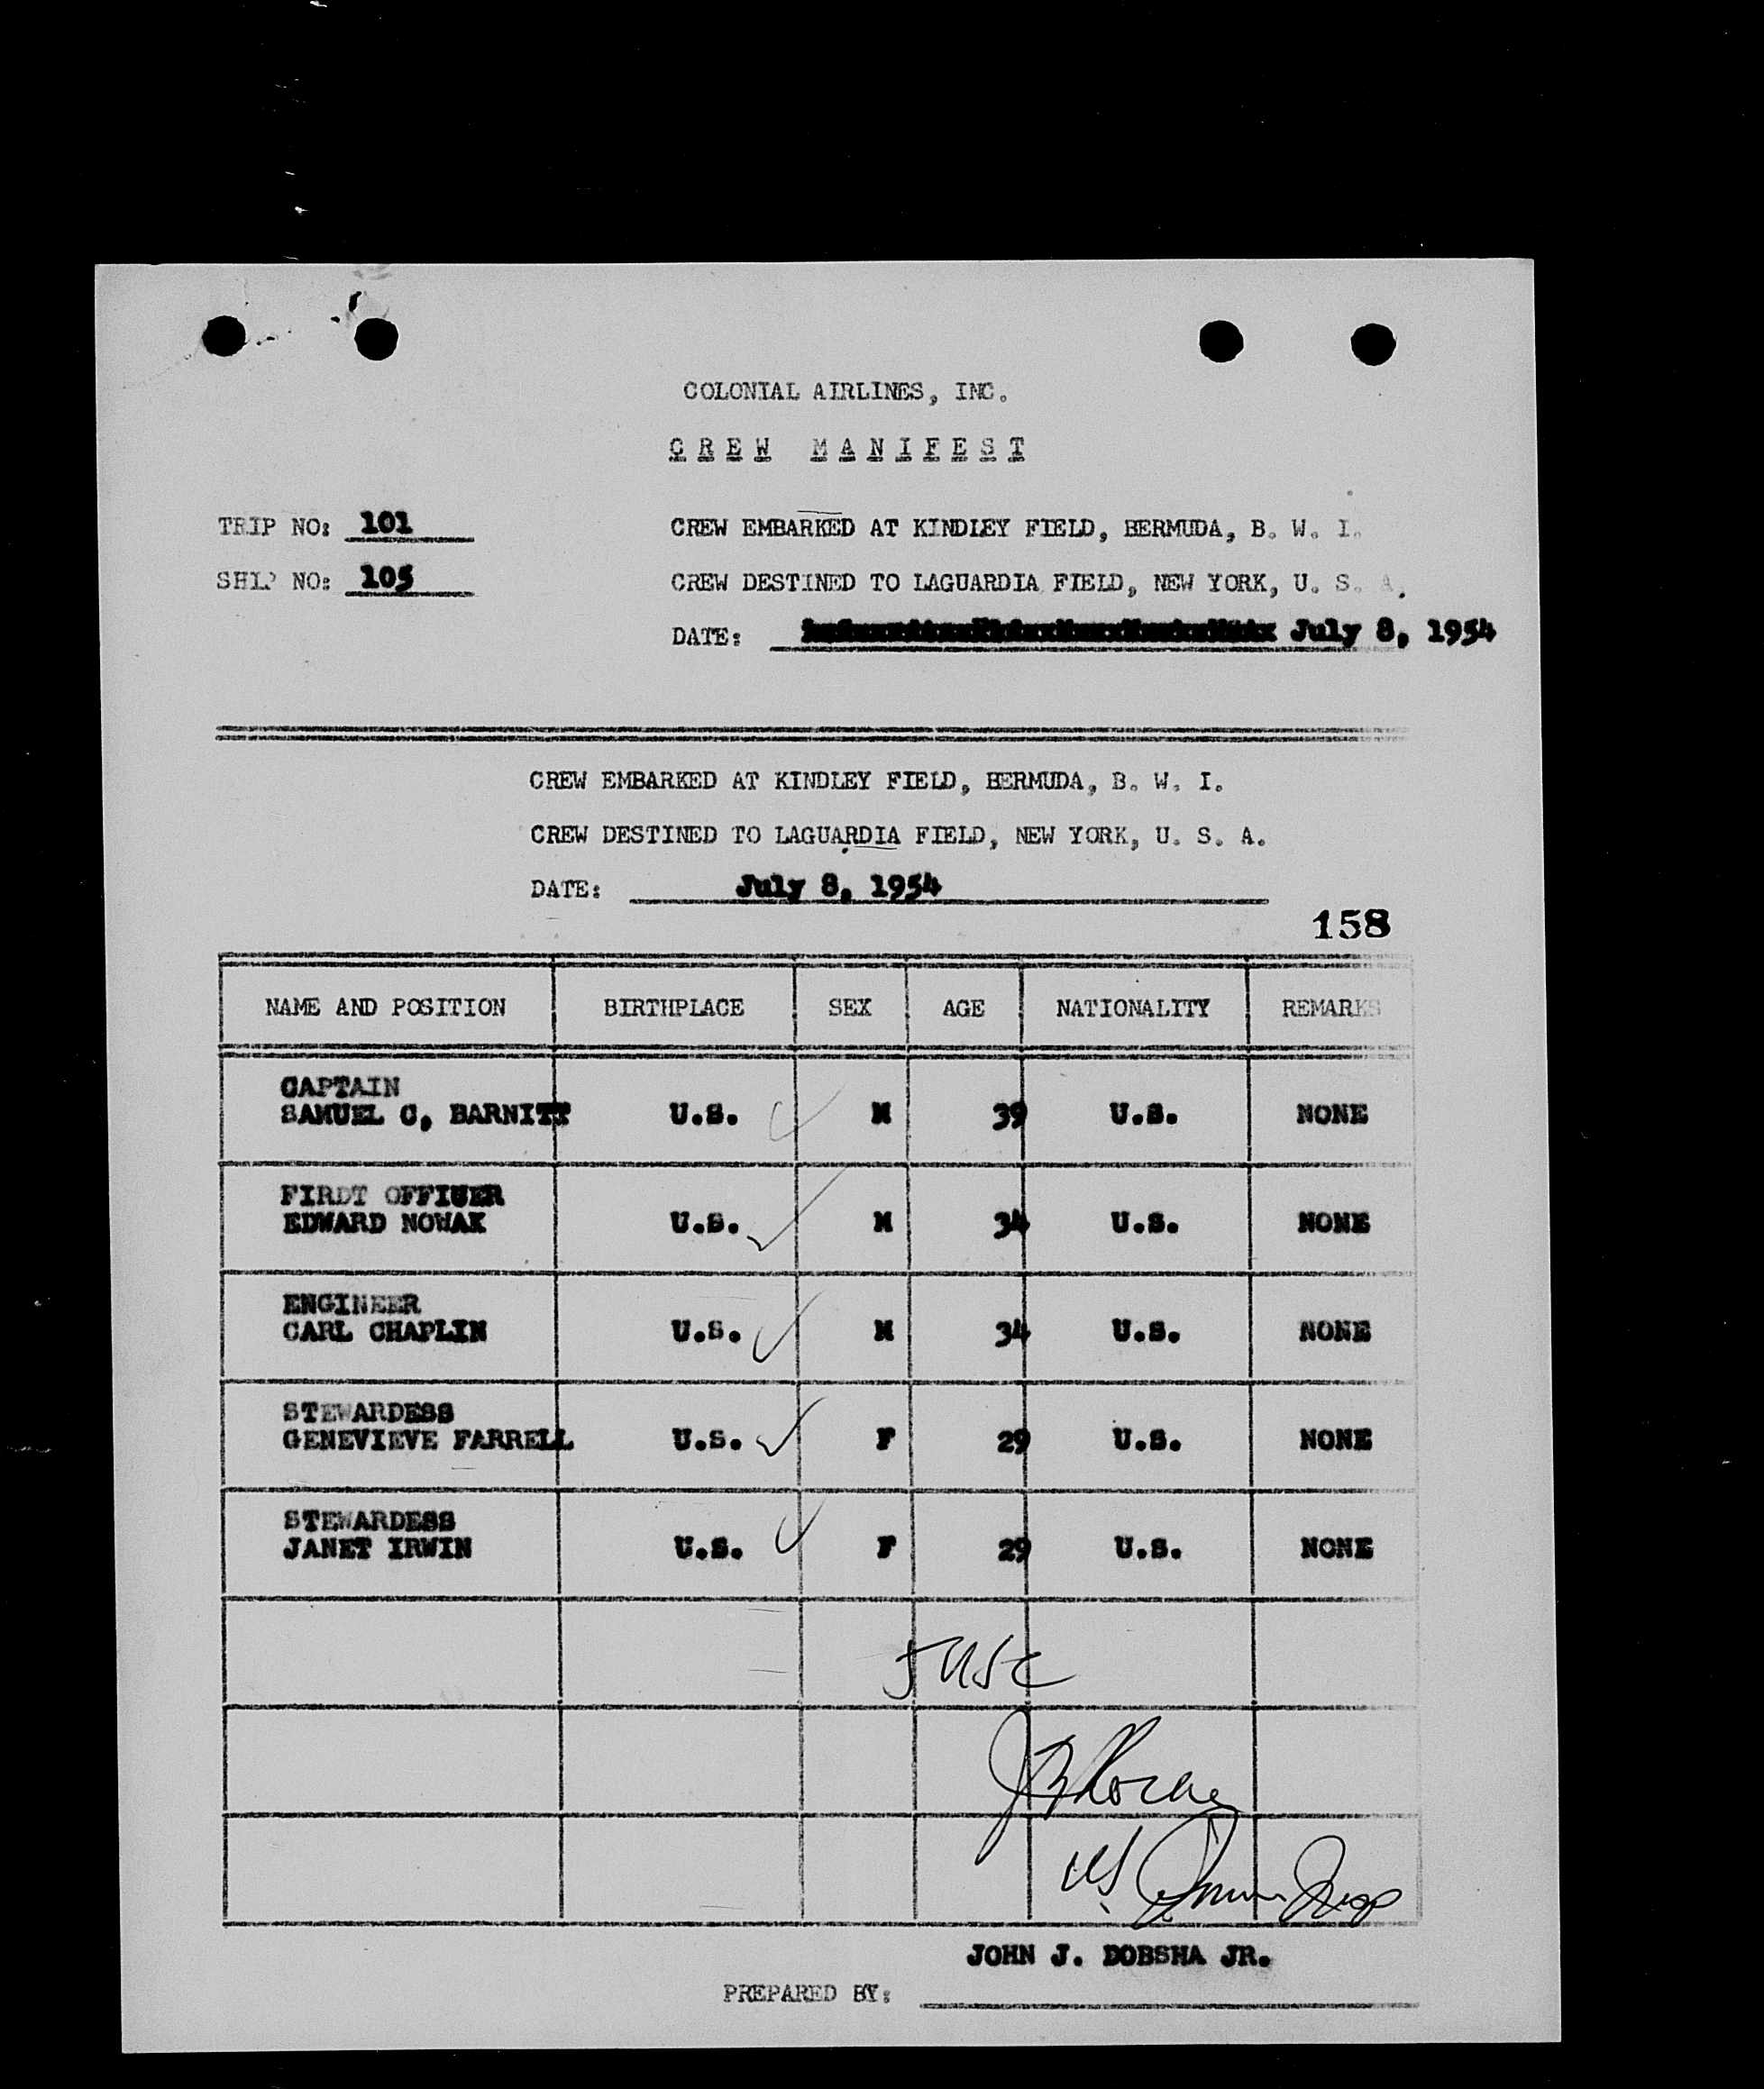 COLONIAL AIRLINES, INC.
CREW MANIFEST
TRIP NO: 101
CREW EMBARKED AT KINDLEY FIELD, BERMUDA, B. W. I.
SHIP NO: 105
CREW DESTINED TO LAGUARDIA FIELD, NEW YORK, U. S. A.
DATE: July 8, 1954
CREW EMBARKED AT KINDLEY FIELD, BERMUDA, B. W. I.
CREW DESTINED TO LAGUARDIA FIELD, NEW YORK, U. S. A.
DATE: July 8, 1954
158
NAME AND POSITION BIRTHPLACE SEX AGE NATIONALITY REMARKS
CAPTAIN
SAMUEL C, BARNITT U.S. M 39 U.S. NONE
FIRDT OFFICER
EDWARD NOWAK U.S. M 34 U.S. NONE
ENGINEER
CARL CHAPLIN U.S. M 34 U.S. NONE
STEWARDESS
GENEVIEVE FARRELL U.S. F 29 U.S. NONE
STEWARDESS
JANET IRWIN U.S. F 29 U.S. NONE
5 USC
JOHN J. DOBSHA JR.
PREPARED BY: